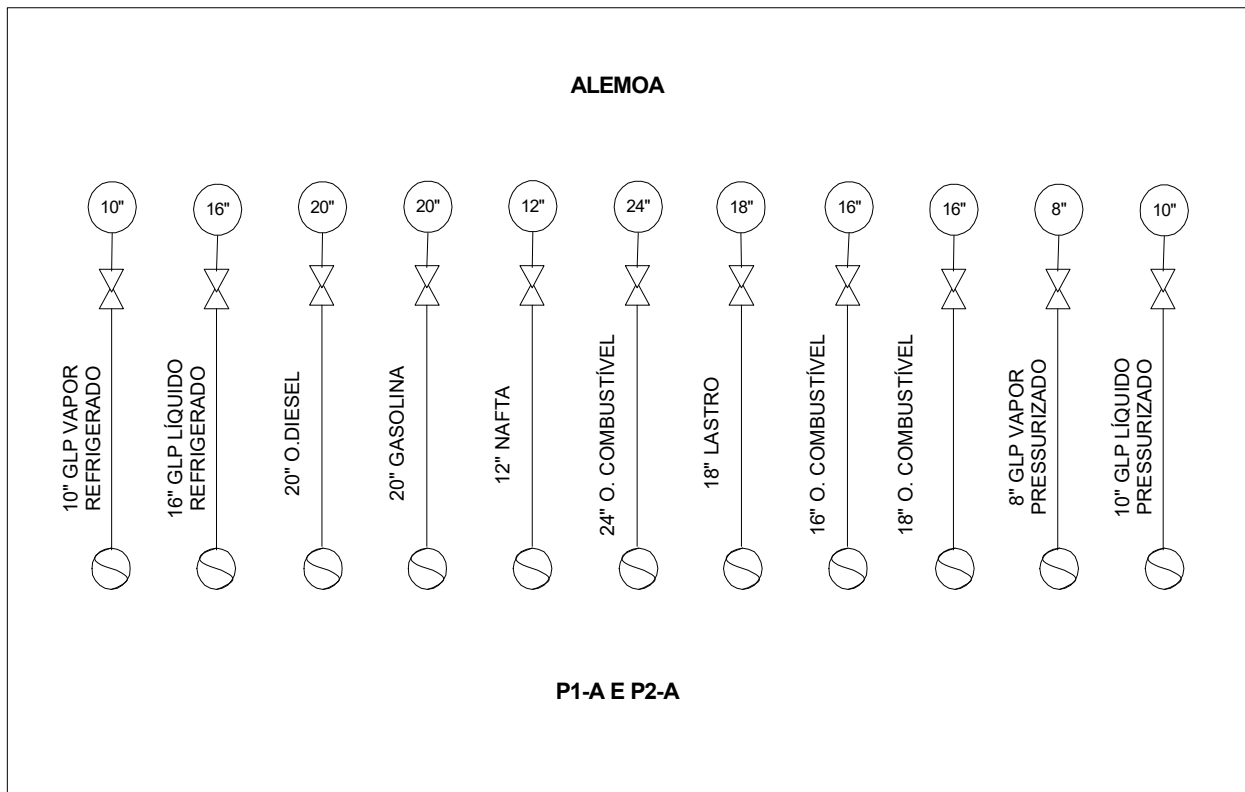 ALEMOA
10"
16"
20"
20"
12"
24"
18"
16"
16"
8"
10"
10" GLP VAPOR
REFRIGERADO
16" GLP LÍQUIDO
REFRIGERADO
20" O.DIESEL
20" GASOLINA
12" NAFTA
24" O. COMBUSTÍVEL
18" LASTRO
16" O. COMBUSTÍVEL
18" O. COMBUSTÍVEL
8" GLP VAPOR
PRESSURIZADO
10" GLP LÍQUIDO
PRESSURIZADO
P1-A E P2-A